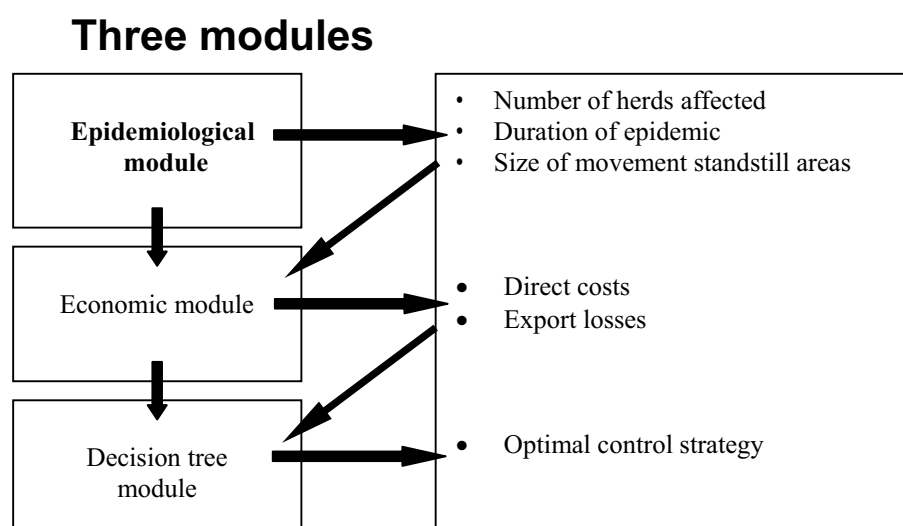 Three modules
Epidemiological
module
• Number of herds affected
• Duration of epidemic
• Size of movement standstill areas
Economic module
• Direct costs
• Export losses
Decision tree
module
• Optimal control strategy